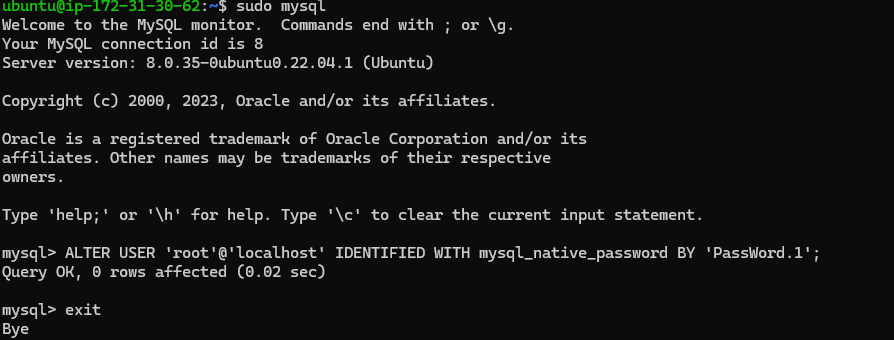 ubuntu@ip-172-31-30-62:~$ sudo mysql
Welcome to the MySQL monitor.  Commands end with ; or \g.
Your MySQL connection id is 8
Server version: 8.0.35-0ubuntu0.22.04.1 (Ubuntu)
Copyright (c) 2000, 2023, Oracle and/or its affiliates.
Oracle is a registered trademark of Oracle Corporation and/or its
affiliates. Other names may be trademarks of their respective
owners.
Type 'help;' or '\h' for help. Type '\c' to clear the current input statement.
mysql> ALTER USER 'root'@'localhost' IDENTIFIED WITH mysql_native_password BY 'PassWord.1';
Query OK, 0 rows affected (0.02 sec)
mysql> exit
Bye